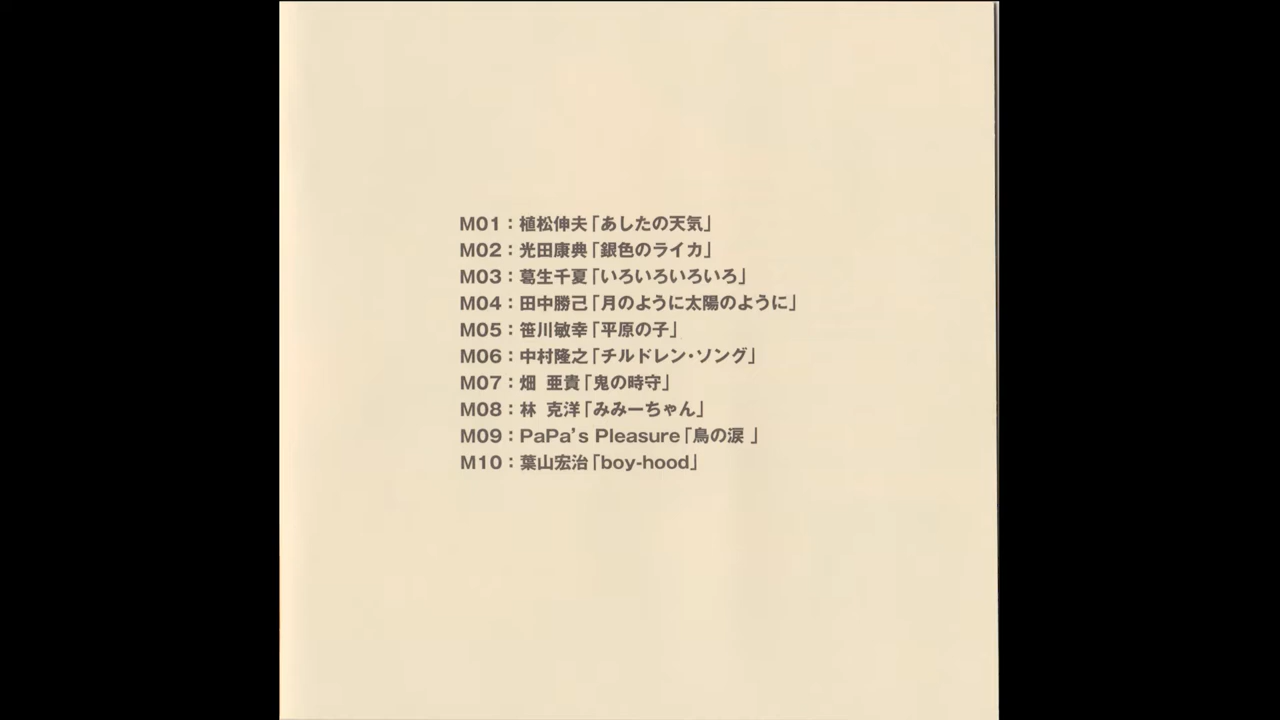 M01：植松伸夫「あしたの天気」
M02：光田康典「銀色のライカ」
M03：葛生千夏「いろいろいろいろ」
M04：田中勝己「月のように太陽のように」
M05：笹川敏幸「平原の子」
M06：中村隆之「チルドレン・ソング」
M07：畑 亜貴「鬼の時守」
M08：林 克洋「みみーちゃん」
M09：PaPa's Pleasure「鳥の涙 」
M10：葉山宏治「boy-hood」